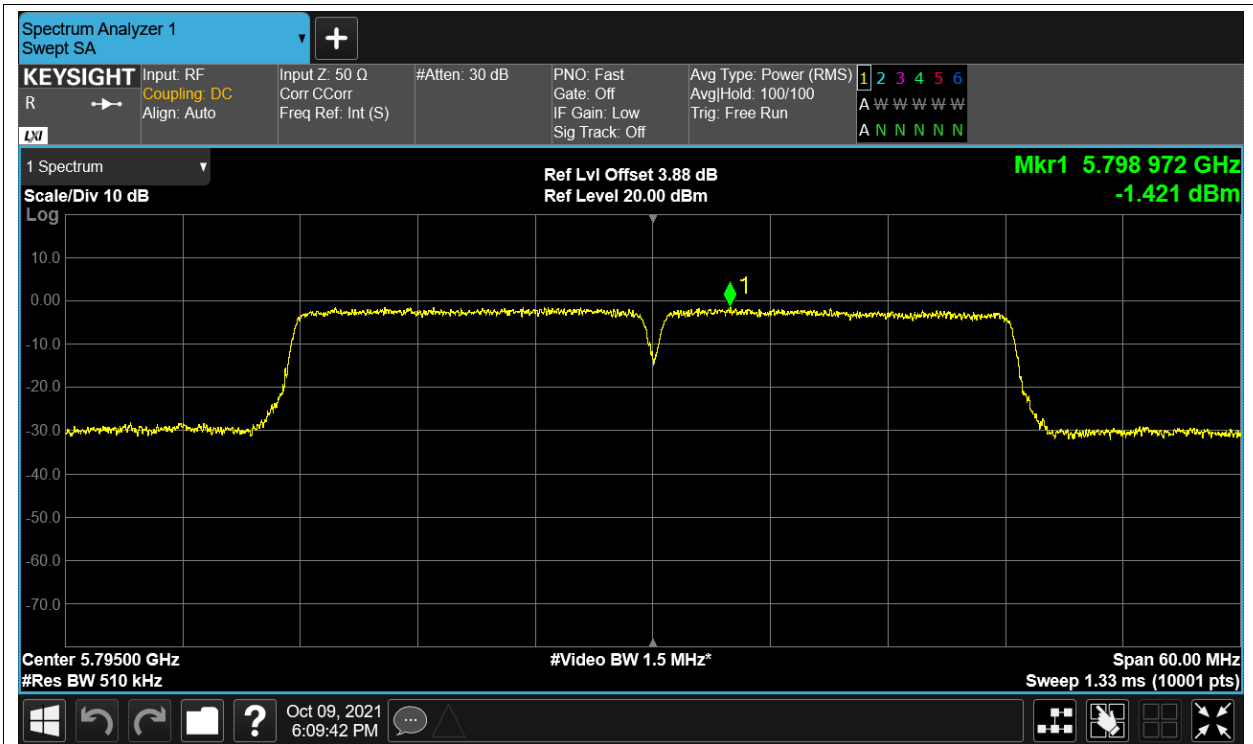 Spectrum Analyzer 1
Swept SA
KEYSIGHT
R
LXI
Input: RF
Coupling: DC
Align: Auto
Input Z: 50 Ω
Corr CCorr
Freq Ref: Int (S)
#Atten: 30 dB
PNO: Fast
Gate: Off
IF Gain: Low
Sig Track: Off
Avg Type: Power (RMS)
Avg|Hold: 100/100
Trig: Free Run
1 2 3 4 5 6
A W W W W W
A N N N N N
1 Spectrum
Scale/Div 10 dB
Log
Ref Lvl Offset 3.88 dB
Ref Level 20.00 dBm
Mkr1 5.798 972 GHz
-1.421 dBm
1
10.0
0.00
-10.0
-20.0
-30.0
-40.0
-50.0
-60.0
-70.0
Center 5.79500 GHz
#Res BW 510 kHz
#Video BW 1.5 MHz*
Span 60.00 MHz
Sweep 1.33 ms (10001 pts)
?
Oct 09, 2021
6:09:42 PM